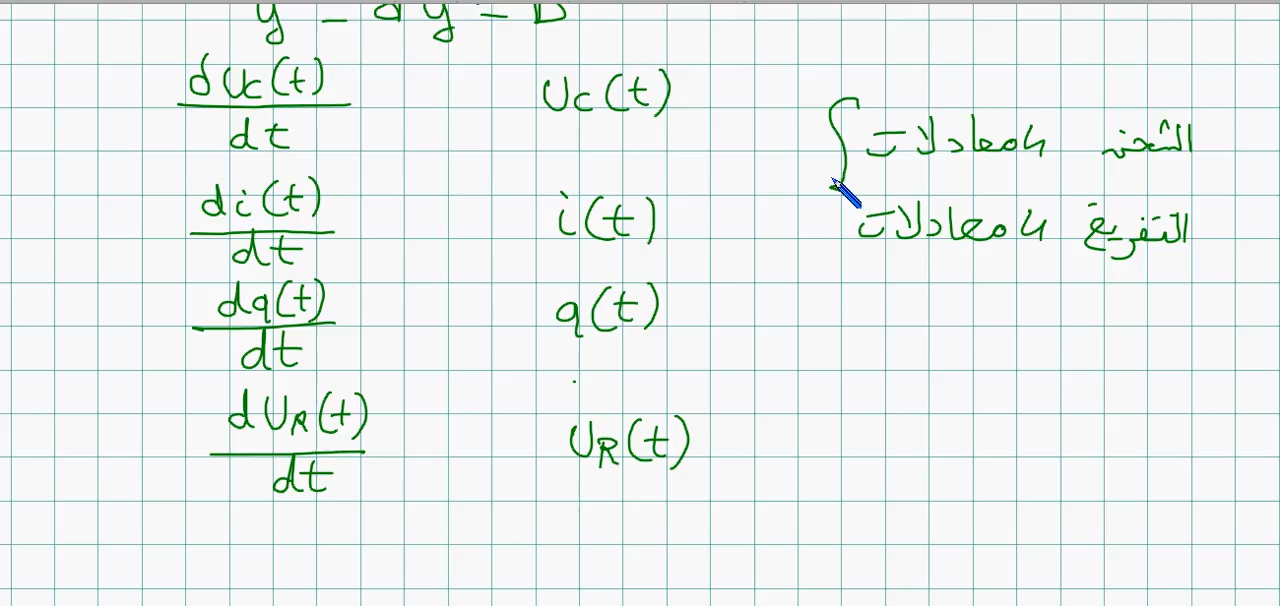 dUc(t)/dt Uc(t)
4 معادلات الشحن
di(t)/dt i(t)
4 معادلات التفريغ
dq(t)/dt q(t)
dUR(t)/dt UR(t)